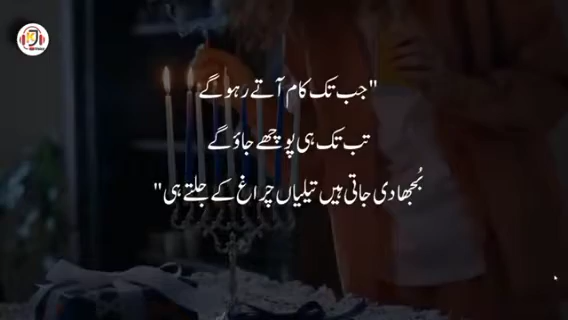 "جب تک کام آتے رہو گے
تب تک ہی پوچھے جاؤ گے
بُجھا دی جاتی ہیں تیلیاں چراغ کے جلتے ہی"